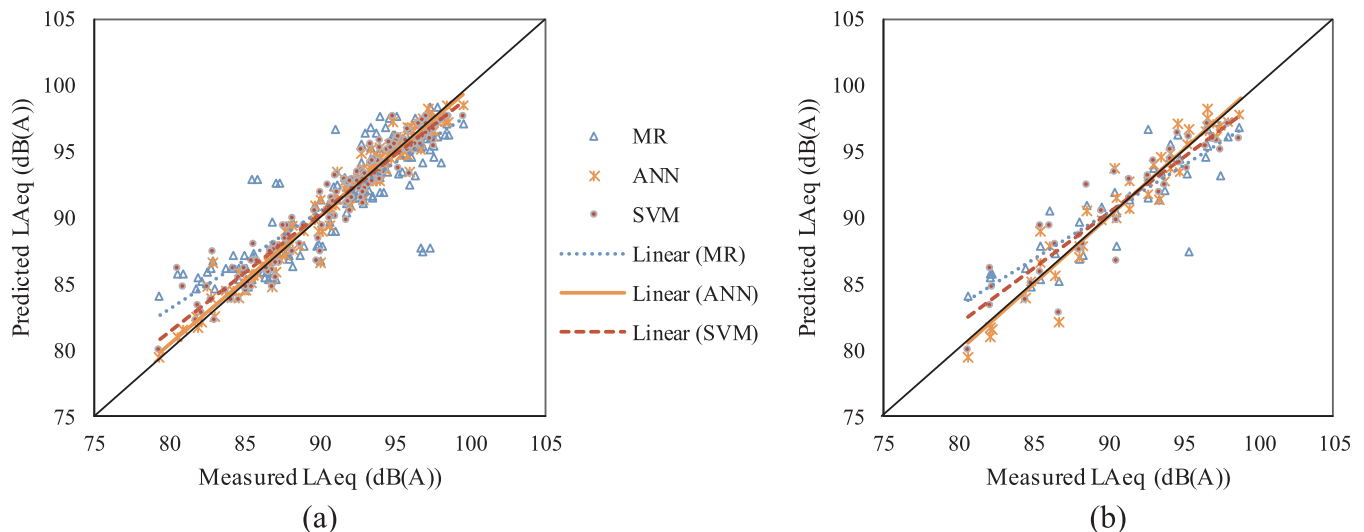 105
100
95
90
85
80
75
Predicted LAeq (dB(A))
75 80 85 90 95 100 105
Measured LAeq (dB(A))
(a)
MR
ANN
SVM
Linear (MR)
Linear (ANN)
Linear (SVM)
105
100
95
90
85
80
75
Predicted LAeq (dB(A))
75 80 85 90 95 100 105
Measured LAeq (dB(A))
(b)